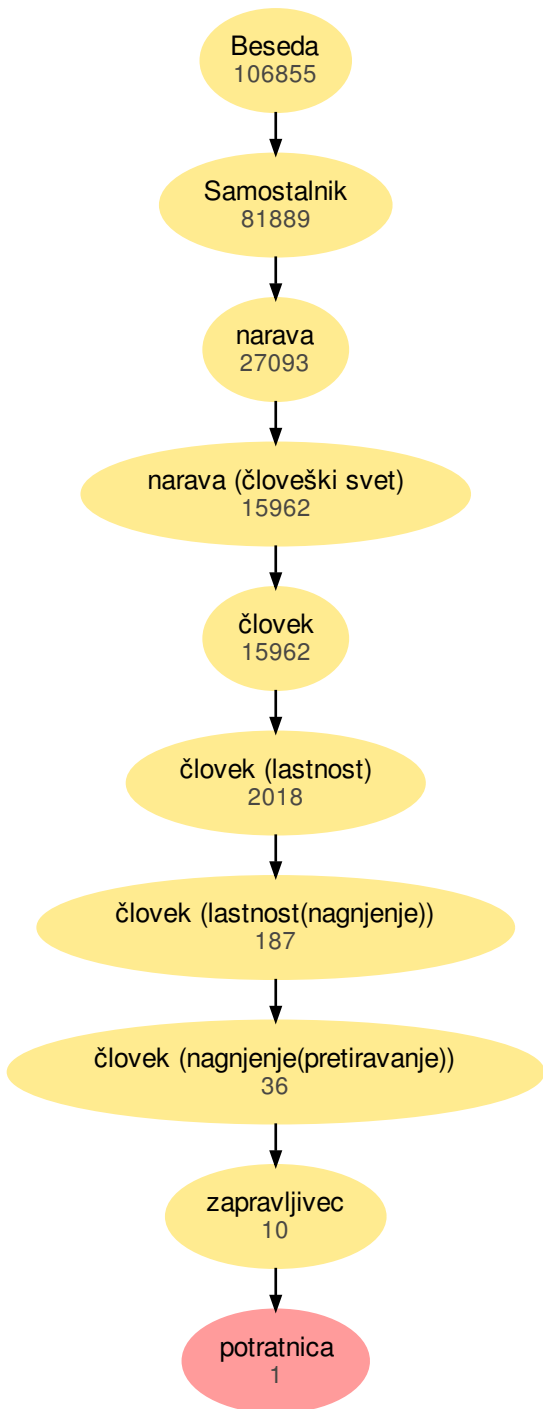 Beseda
106855
Samostalnik
81889
narava
27093
narava (človeški svet)
15962
človek
15962
človek (lastnost)
2018
človek (lastnost(nagnjenje))
187
človek (nagnjenje(pretiravanje))
36
zapravljivec
10
potratnica
1